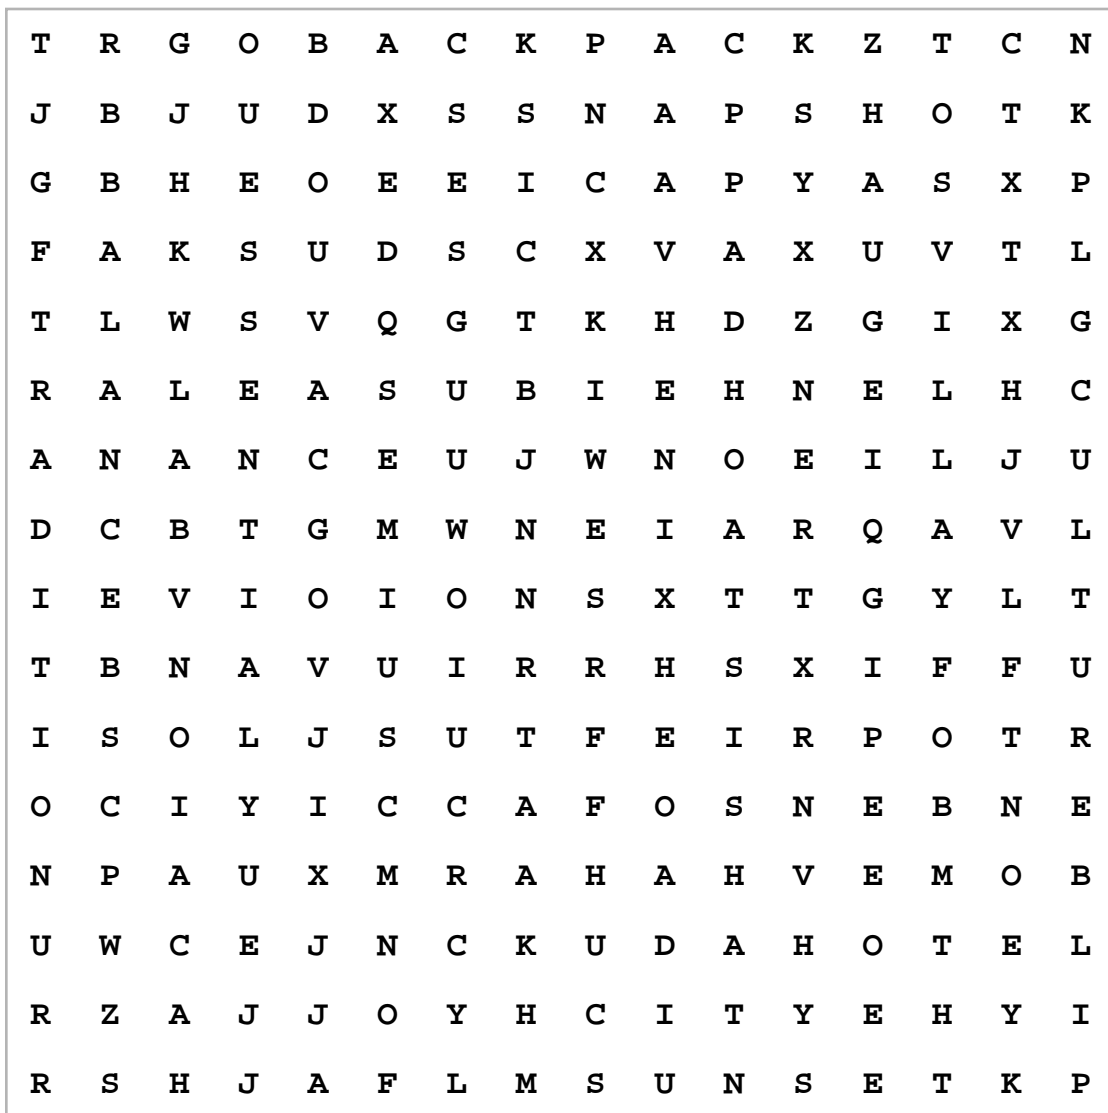 T R G O B A C K P A C K Z T C N
J B J U D X S S N A P S H O T K
G B H E O E E I C A P Y A S X P
F A K S U D S C X V A X U V T L
T L W S V Q G T K H D Z G I X G
R A L E A S U B I E H N E L H C
A N A N C E U J W N O E I L J U
D C B T G M W N E I A R Q A V L
I E V I O I O N S X T T G Y L T
T B N A V U I R R H S X I F F U
I S O L J S U T F E I R P O T R
O C I Y I C C A F O S N E B N E
N P A U X M R A H A H V E M O B
U W C E J N C K U D A H O T E L
R Z A J J O Y H C I T Y E H Y I
R S H J A F L M S U N S E T K P